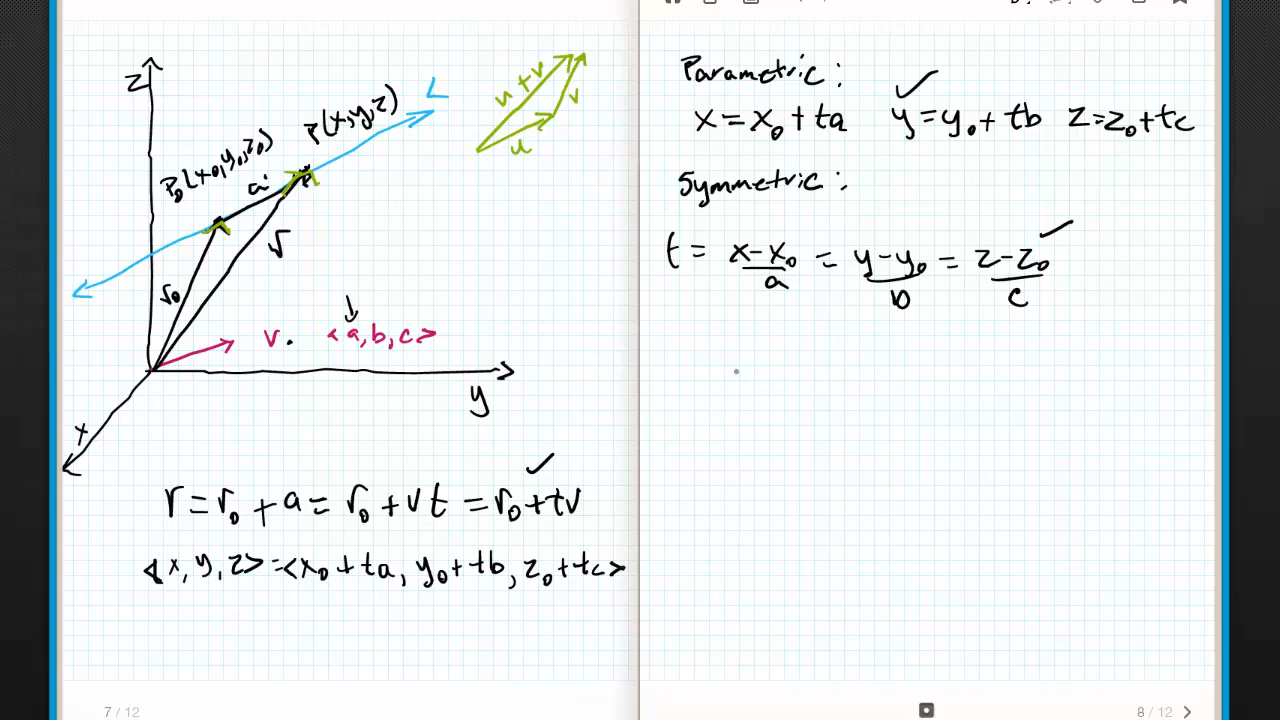 z
L
P(x,y,z)
P₀(x₀,y₀,z₀)
a
r
r₀
u+v
v
u
v.
<a,b,c>
y
x
r = r₀ + a = r₀ + vt = r₀ + tv
<x, y, z> = <x₀ + ta, y₀ + tb, z₀ + tc>
7 / 12
Parametric:
x = x₀ + ta y = y₀ + tb z = z₀ + tc
Symmetric:
t = (x - x₀)/a = (y - y₀)/b = (z - z₀)/c
8 / 12